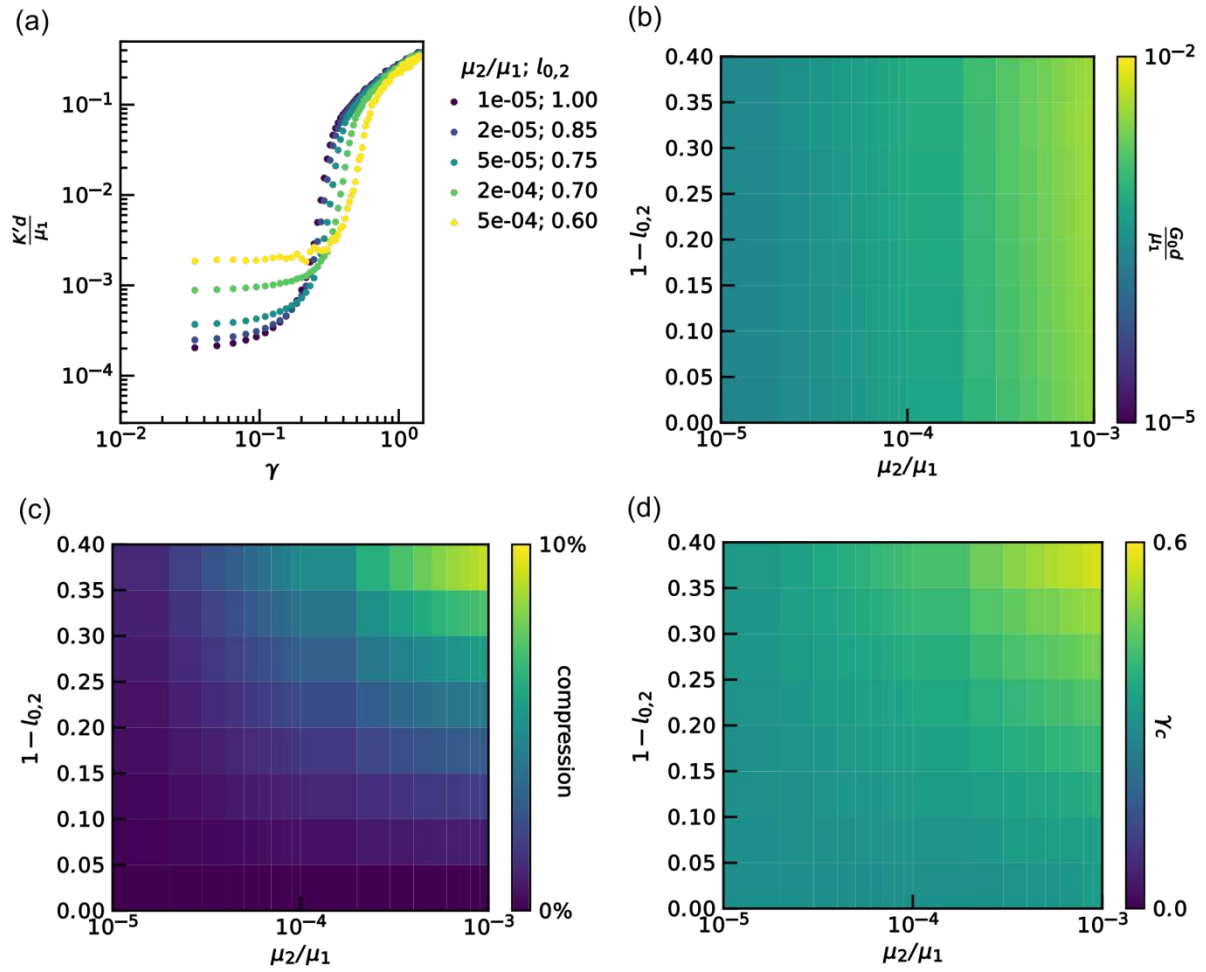 (a)
K'd
μ₁
10⁻¹
10⁻²
10⁻³
10⁻⁴
10⁻² 10⁻¹ 10⁰
γ
μ₂/μ₁; l₀,₂
1e-05; 1.00
2e-05; 0.85
5e-05; 0.75
2e-04; 0.70
5e-04; 0.60
(b)
1 − l₀,₂
0.40
0.35
0.30
0.25
0.20
0.15
0.10
0.05
0.00
10⁻⁵ 10⁻⁴ 10⁻³
μ₂/μ₁
10⁻²
G₀d
μ₁
10⁻⁵
(c)
1 − l₀,₂
0.40
0.35
0.30
0.25
0.20
0.15
0.10
0.05
0.00
10⁻⁵ 10⁻⁴ 10⁻³
μ₂/μ₁
10%
compression
0%
(d)
1 − l₀,₂
0.40
0.35
0.30
0.25
0.20
0.15
0.10
0.05
0.00
10⁻⁵ 10⁻⁴ 10⁻³
μ₂/μ₁
0.6
γc
0.0